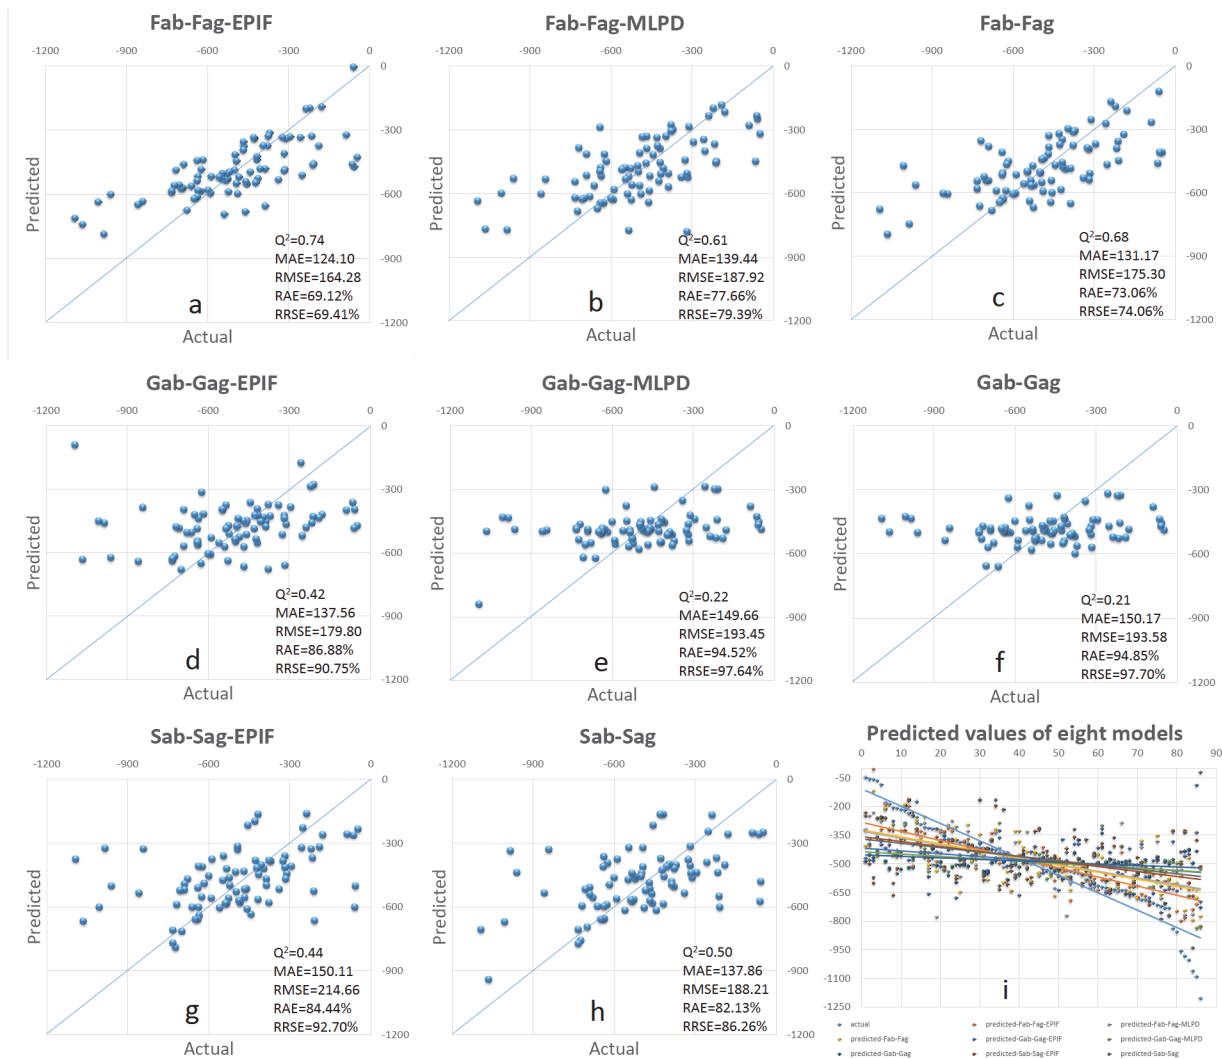 Fab-Fag-EPIF
-1200 -900 -600 -300 0
0
-300
-600
-900
-1200
Predicted
Q²=0.74
MAE=124.10
RMSE=164.28
RAE=69.12%
RRSE=69.41%
a
Actual
Fab-Fag-MLPD
-1200 -900 -600 -300 0
0
-300
-600
-900
-1200
Predicted
Q²=0.61
MAE=139.44
RMSE=187.92
RAE=77.66%
RRSE=79.39%
b
Actual
Fab-Fag
-1200 -900 -600 -300 0
0
-300
-600
-900
-1200
Predicted
Q²=0.68
MAE=131.17
RMSE=175.30
RAE=73.06%
RRSE=74.06%
c
Actual
Gab-Gag-EPIF
-1200 -900 -600 -300 0
0
-300
-600
-900
-1200
Predicted
Q²=0.42
MAE=137.56
RMSE=179.80
RAE=86.88%
RRSE=90.75%
d
Actual
Gab-Gag-MLPD
-1200 -900 -600 -300 0
0
-300
-600
-900
-1200
Predicted
Q²=0.22
MAE=149.66
RMSE=193.45
RAE=94.52%
RRSE=97.64%
e
Actual
Gab-Gag
-1200 -900 -600 -300 0
0
-300
-600
-900
-1200
Predicted
Q²=0.21
MAE=150.17
RMSE=193.58
RAE=94.85%
RRSE=97.70%
f
Actual
Sab-Sag-EPIF
-1200 -900 -600 -300 0
0
-300
-600
-900
-1200
Predicted
Q²=0.44
MAE=150.11
RMSE=214.66
RAE=84.44%
RRSE=92.70%
g
Actual
Sab-Sag
-1200 -900 -600 -300 0
0
-300
-600
-900
-1200
Predicted
Q²=0.50
MAE=137.86
RMSE=188.21
RAE=82.13%
RRSE=86.26%
h
Actual
Predicted values of eight models
0 10 20 30 40 50 60 70 80 90
-50
-200
-350
-500
-650
-800
-950
-1100
-1250
i
actual predicted-Fab-Fag-EPIF predicted-Fab-Fag-MLPD
predicted-Fab-Fag predicted-Gab-Gag-EPIF predicted-Gab-Gag-MLPD
predicted-Gab-Gag predicted-Sab-Sag-EPIF predicted-Sab-Sag